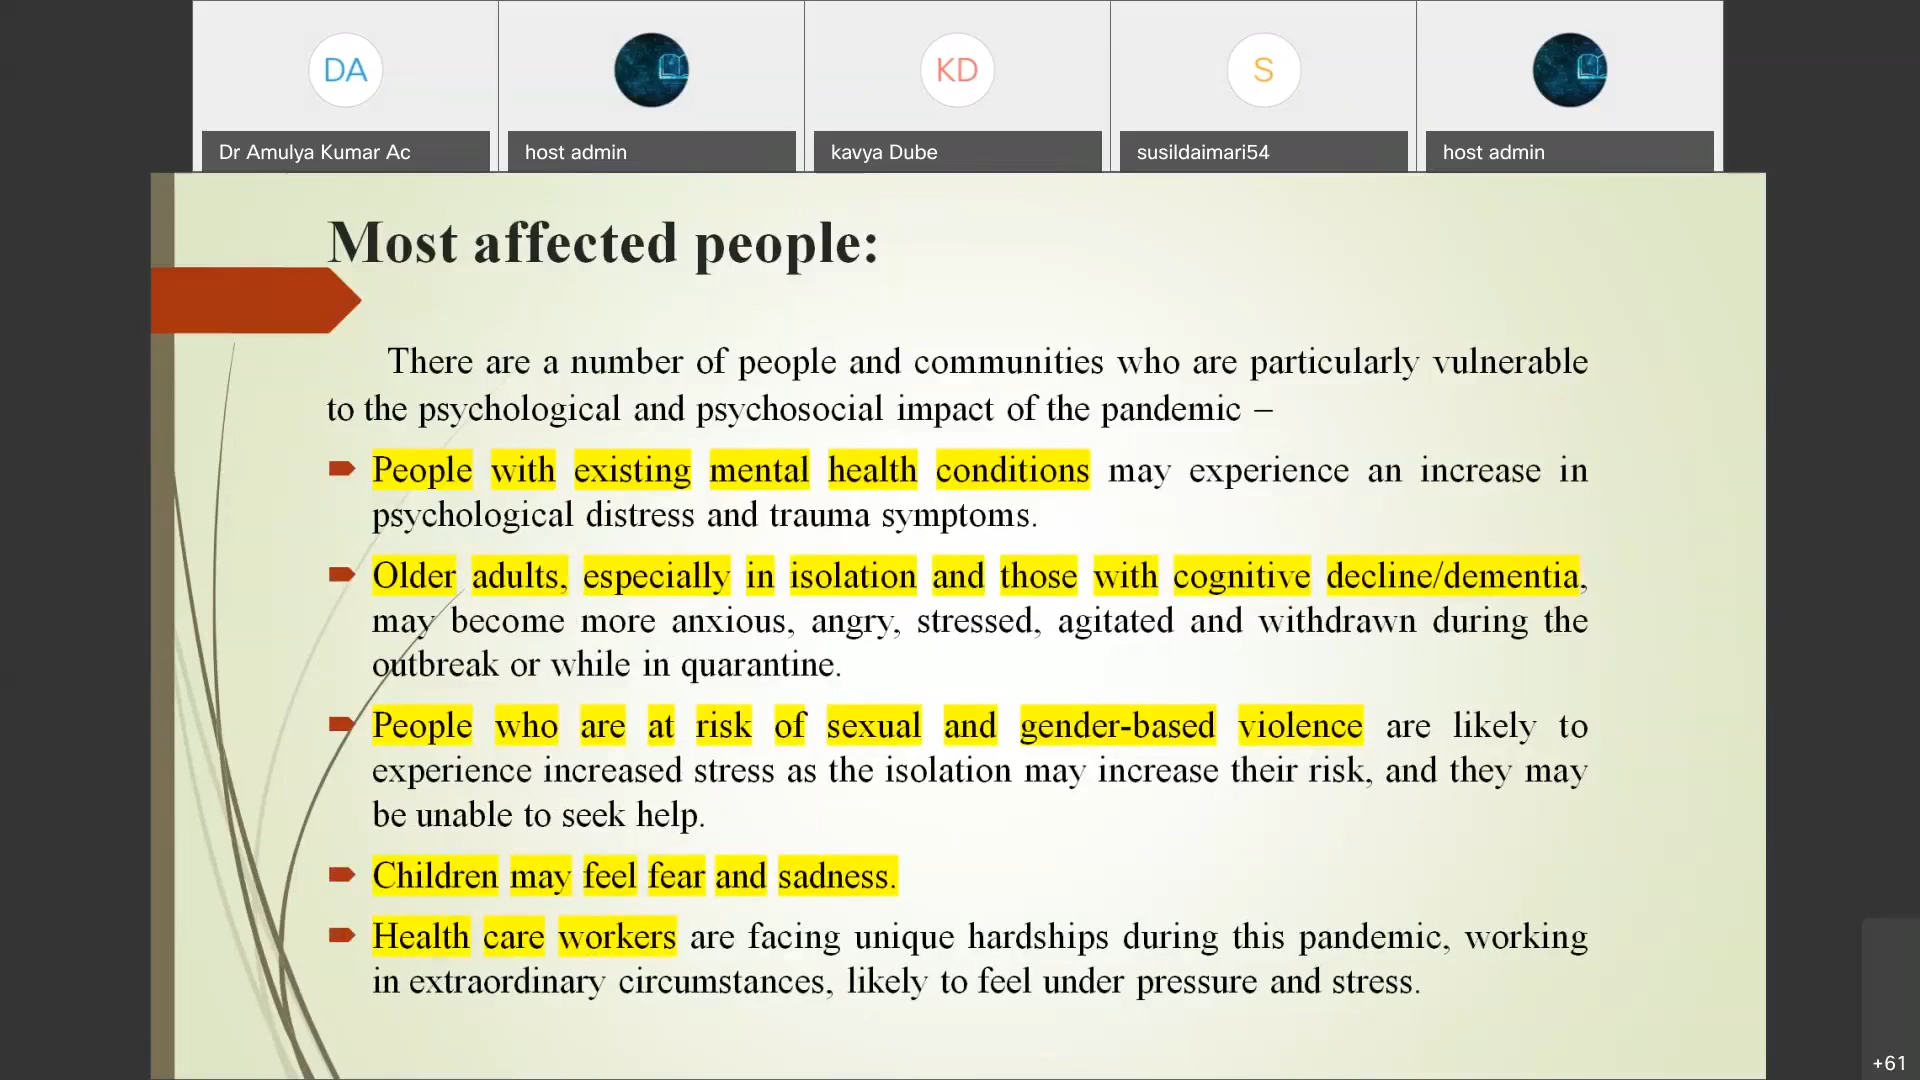 DA
KD
S
Dr Amulya Kumar Ac
host admin
kavya Dube
susildaimari54
host admin
Most affected people:
There are a number of people and communities who are particularly vulnerable
to the psychological and psychosocial impact of the pandemic –
People with existing mental health conditions may experience an increase in
psychological distress and trauma symptoms.
Older adults, especially in isolation and those with cognitive decline/dementia,
may become more anxious, angry, stressed, agitated and withdrawn during the
outbreak or while in quarantine.
People who are at risk of sexual and gender-based violence are likely to
experience increased stress as the isolation may increase their risk, and they may
be unable to seek help.
Children may feel fear and sadness.
Health care workers are facing unique hardships during this pandemic, working
in extraordinary circumstances, likely to feel under pressure and stress.
+61